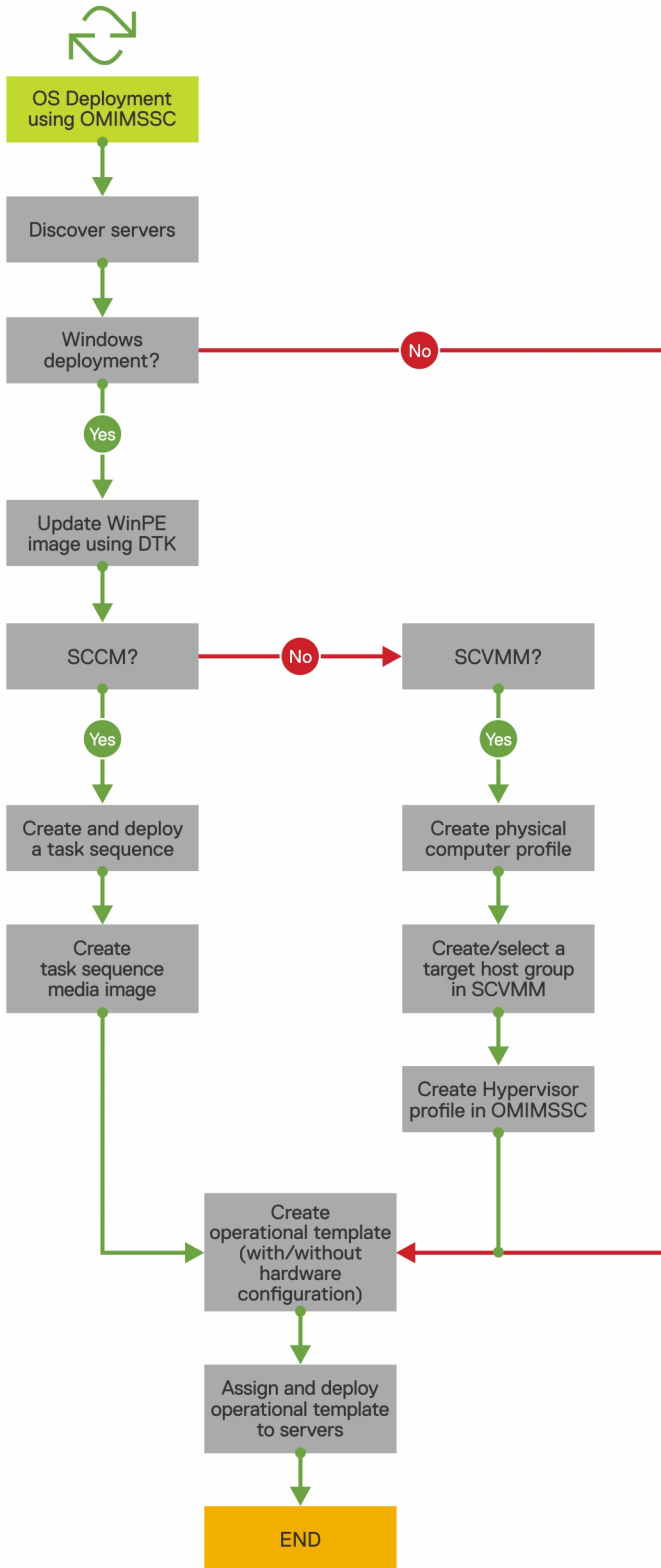 OS Deployment
using OMIMSSC
Discover servers
Windows
deployment?
No
Yes
Update WinPE
image using DTK
SCCM?
No
SCVMM?
Yes
Yes
Create and deploy
a task sequence
Create physical
computer profile
Create
task sequence
media image
Create/select a
target host group
in SCVMM
Create Hypervisor
profile in OMIMSSC
Create
operational template
(with/without
hardware
configuration)
Assign and deploy
operational template
to servers
END